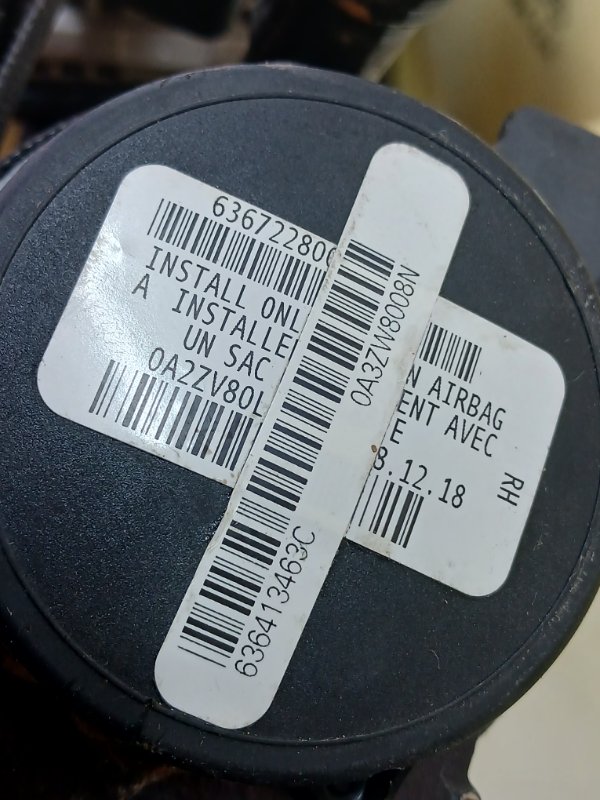 63672280
INSTALL ONL
N AIRBAG
A INSTALLE
ENT AVEC
UN SAC
E
0A2ZV80L
8.12.18
RH
0A3ZW8008N
636413463C